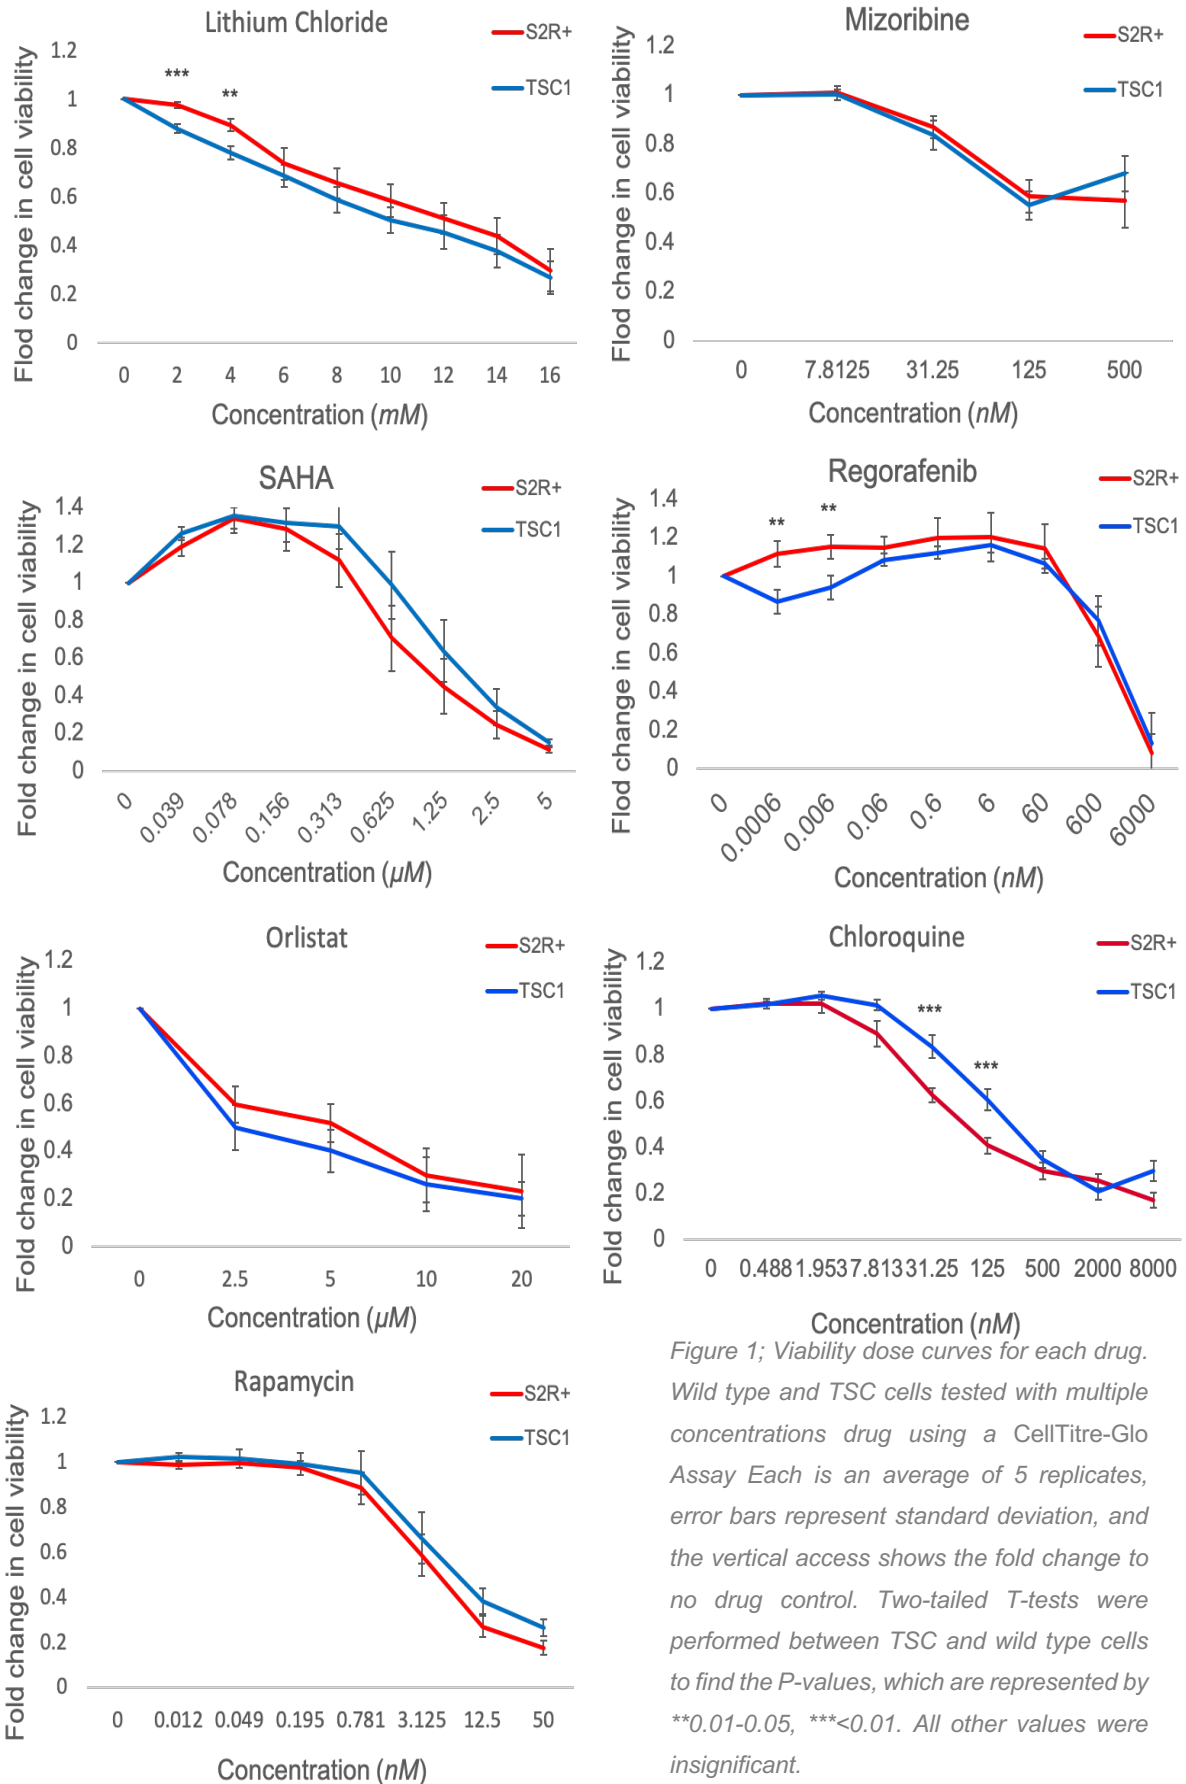 Lithium Chloride
S2R+
TSC1
Flod change in cell viability
1.2
1
0.8
0.6
0.4
0.2
0
***
**
0 2 4 6 8 10 12 14 16
Concentration (mM)
Mizoribine
S2R+
TSC1
Flod change in cell viability
1.2
1
0.8
0.6
0.4
0.2
0
0 7.8125 31.25 125 500
Concentration (nM)
SAHA
S2R+
TSC1
Fold change in cell viability
1.4
1.2
1
0.8
0.6
0.4
0.2
0
0 0.039 0.078 0.156 0.313 0.625 1.25 2.5 5
Concentration (µM)
Regorafenib
S2R+
TSC1
Flod change in cell viability
1.4
1.2
1
0.8
0.6
0.4
0.2
0
**
**
0 0.0006 0.006 0.06 0.6 6 60 600 6000
Concentration (nM)
Orlistat
S2R+
TSC1
Fold change in cell viability
1.2
1
0.8
0.6
0.4
0.2
0
0 2.5 5 10 20
Concentration (µM)
Chloroquine
S2R+
TSC1
Fold change in cell viability
1.2
1
0.8
0.6
0.4
0.2
0
***
***
0 0.488 1.953 7.813 31.25 125 500 2000 8000
Concentration (nM)
Rapamycin
S2R+
TSC1
Fold change in cell viability
1.2
1
0.8
0.6
0.4
0.2
0
0 0.012 0.049 0.195 0.781 3.125 12.5 50
Concentration (nM)
Figure 1; Viability dose curves for each drug.
Wild type and TSC cells tested with multiple
concentrations drug using a CellTitre-Glo
Assay Each is an average of 5 replicates,
error bars represent standard deviation, and
the vertical access shows the fold change to
no drug control. Two-tailed T-tests were
performed between TSC and wild type cells
to find the P-values, which are represented by
**0.01-0.05, ***<0.01. All other values were
insignificant.